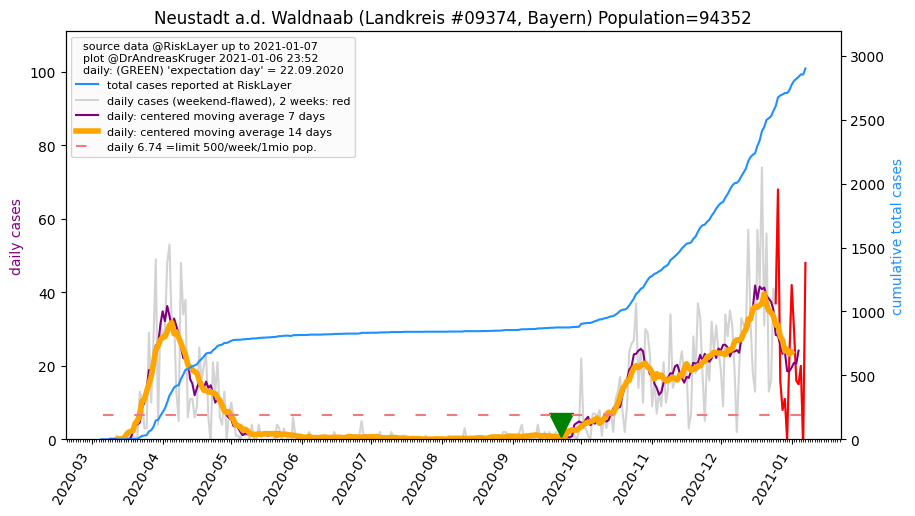 Neustadt a.d. Waldnaab (Landkreis #09374, Bayern) Population=94352
source data @RiskLayer up to 2021-01-07
plot @DrAndreasKruger 2021-01-06 23:52
daily: (GREEN) 'expectation day' = 22.09.2020
total cases reported at RiskLayer
daily cases (weekend-flawed), 2 weeks: red
daily: centered moving average 7 days
daily: centered moving average 14 days
daily 6.74 =limit 500/week/1mio pop.
daily cases
100
80
60
40
20
0
cumulative total cases
3000
2500
2000
1500
1000
500
0
2020-03
2020-04
2020-05
2020-06
2020-07
2020-08
2020-09
2020-10
2020-11
2020-12
2021-01